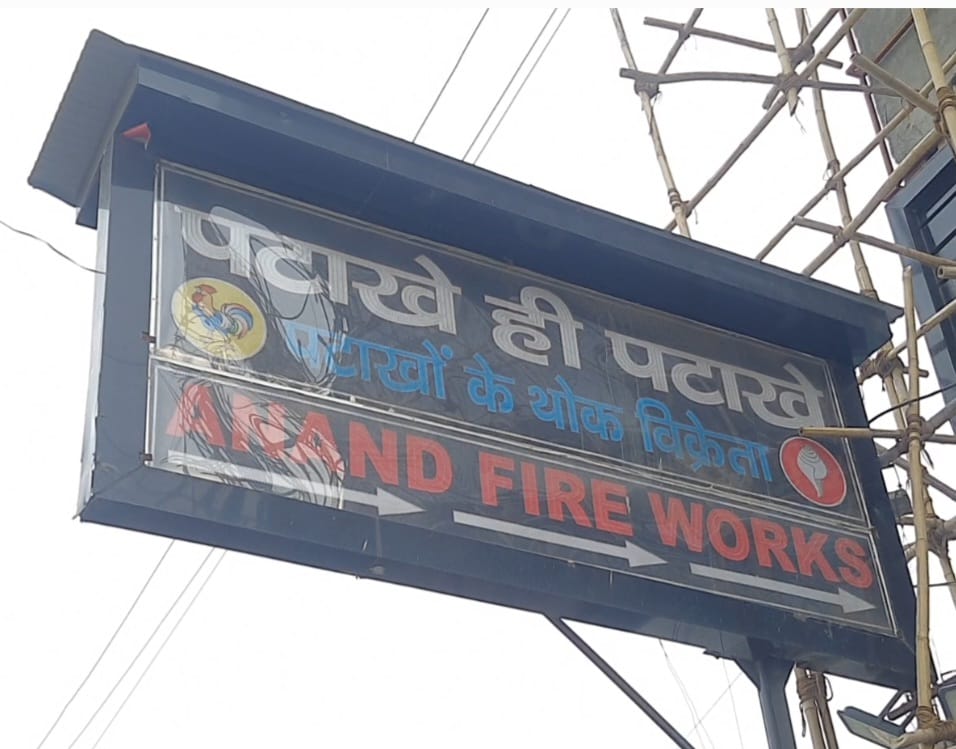 पटाखे ही पटाखे
पटाखों के थोक विक्रेता
ANAND FIRE WORKS